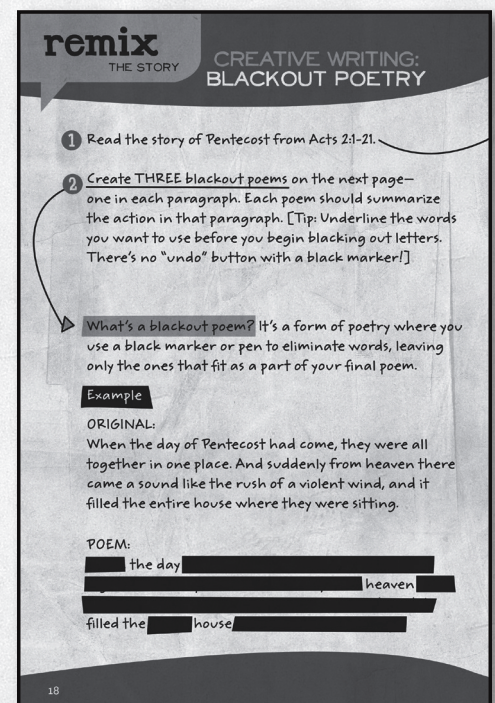 remix
THE STORY
CREATIVE WRITING:
BLACKOUT POETRY
1 Read the story of Pentecost from Acts 2:1-21.
2 Create THREE blackout poems on the next page—
one in each paragraph. Each poem should summarize
the action in that paragraph. [Tip: Underline the words
you want to use before you begin blacking out letters.
There's no "undo" button with a black marker!]
What's a blackout poem? It's a form of poetry where you
use a black marker or pen to eliminate words, leaving
only the ones that fit as a part of your final poem.
Example
ORIGINAL:
When the day of Pentecost had come, they were all
together in one place. And suddenly from heaven there
came a sound like the rush of a violent wind, and it
filled the entire house where they were sitting.
POEM:
the day
heaven
filled the house
18